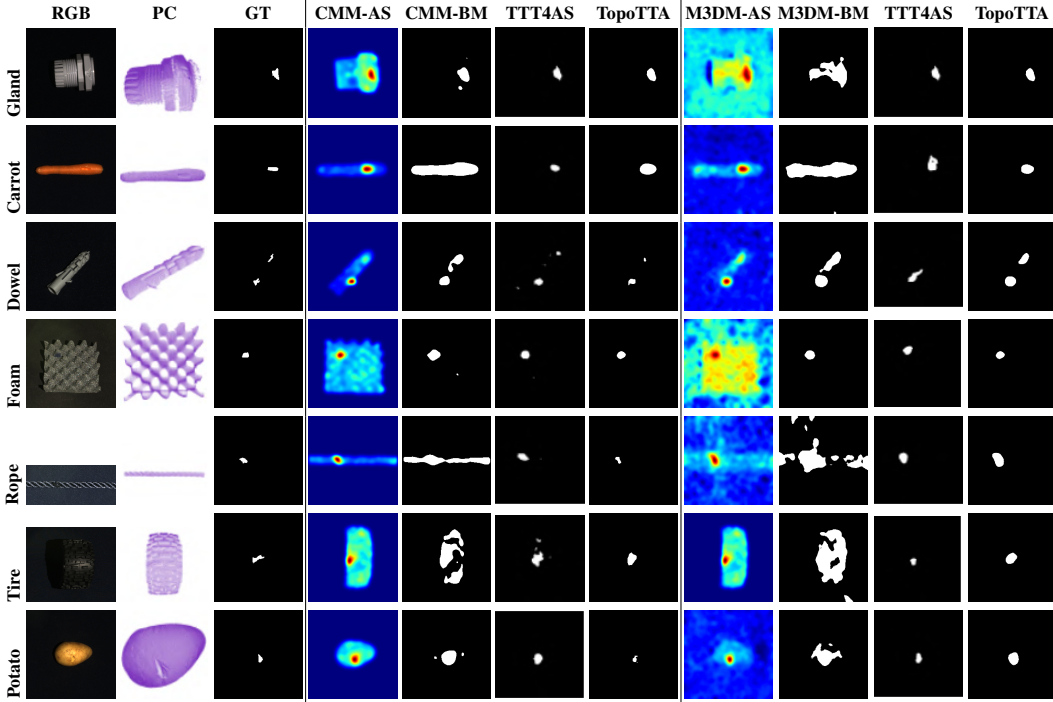 RGB PC GT CMM-AS CMM-BM TTT4AS TopoTTA M3DM-AS M3DM-BM TTT4AS TopoTTA
Gland
Carrot
Dowel
Foam
Rope
Tire
Potato